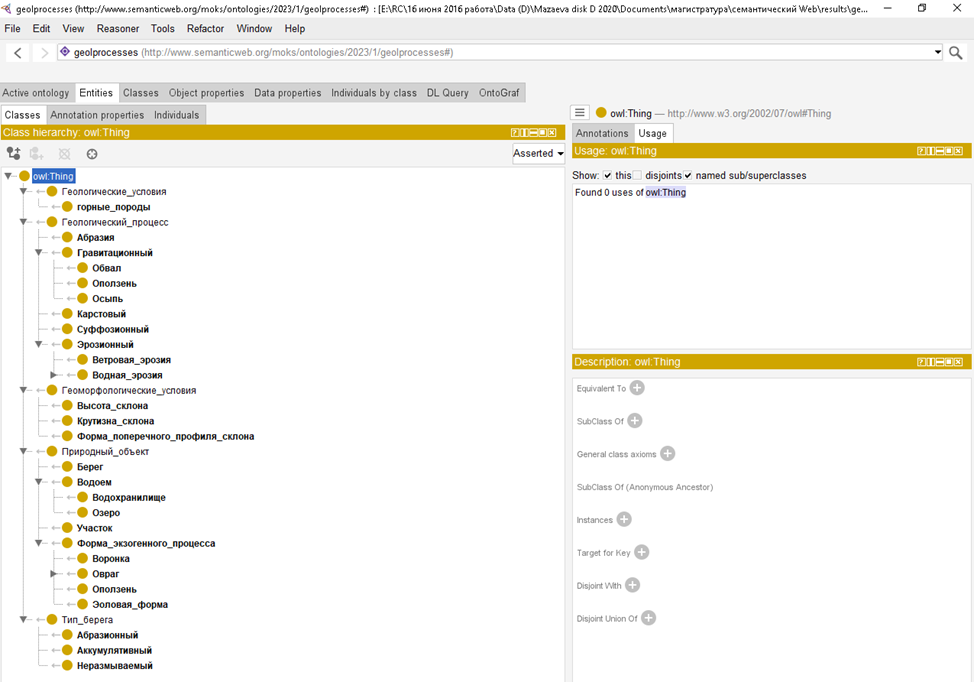 geolprocesses (http://www.semanticweb.org/moks/ontologies/2023/1/geolprocesses#) : [E:\RC\16 июня 2016 работа\Data (D)\Mazaeva disk D 2020\Documents\магистратура\семантический Web\results\ge...
File Edit View Reasoner Tools Refactor Window Help
geolprocesses (http://www.semanticweb.org/moks/ontologies/2023/1/geolprocesses#)
Active ontology Entities Classes Object properties Data properties Individuals by class DL Query OntoGraf
Classes Annotation properties Individuals
Class hierarchy: owl:Thing
Asserted
owl:Thing
Геологические_условия
горные_породы
Геологический_процесс
Абразия
Гравитационный
Обвал
Оползень
Осыпь
Карстовый
Суффозионный
Эрозионный
Ветровая_эрозия
Водная_эрозия
Геоморфологические_условия
Высота_склона
Крутизна_склона
Форма_поперечного_профиля_склона
Природный_объект
Берег
Водоем
Водохранилище
Озеро
Участок
Форма_экзогенного_процесса
Воронка
Овраг
Оползень
Эоловая_форма
Тип_берега
Абразионный
Аккумулятивный
Неразмываемый
owl:Thing — http://www.w3.org/2002/07/owl#Thing
Annotations Usage
Usage: owl:Thing
Show: this disjoints named sub/superclasses
Found 0 uses of owl:Thing
Description: owl:Thing
Equivalent To
SubClass Of
General class axioms
SubClass Of (Anonymous Ancestor)
Instances
Target for Key
Disjoint With
Disjoint Union Of